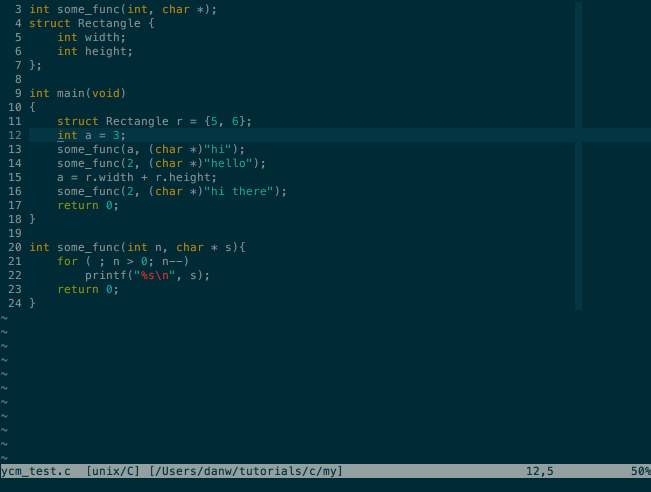 3 int some_func(int, char *);
4 struct Rectangle {
5     int width;
6     int height;
7 };
8
9 int main(void)
10 {
11     struct Rectangle r = {5, 6};
12     int a = 3;
13     some_func(a, (char *)"hi");
14     some_func(2, (char *)"hello");
15     a = r.width + r.height;
16     some_func(2, (char *)"hi there");
17     return 0;
18 }
19
20 int some_func(int n, char * s){
21     for ( ; n > 0; n--)
22         printf("%s\n", s);
23     return 0;
24 }
~
~
~
~
~
~
~
~
~
~
~
ycm_test.c  [unix/C] [/Users/danw/tutorials/c/my] 12,5 50%